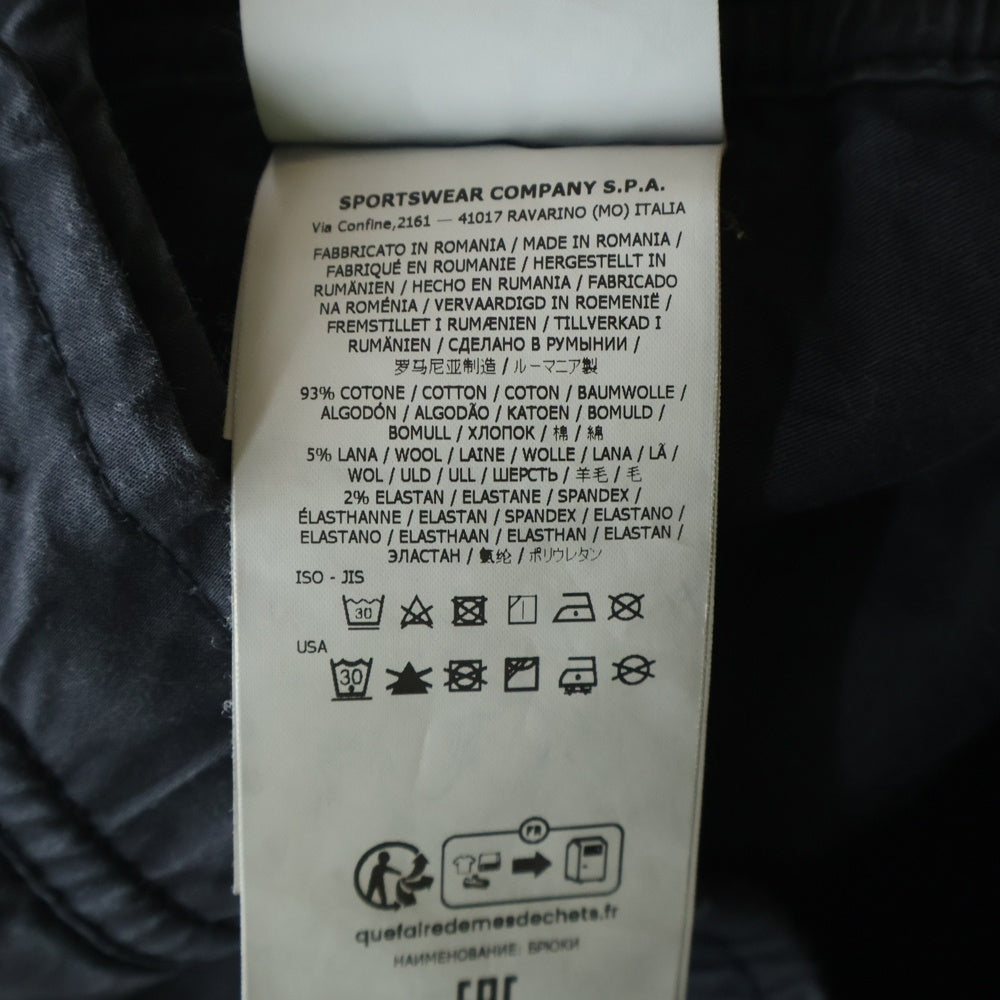 SPORTSWEAR COMPANY S.P.A.
Via Confine,2161 — 41017 RAVARINO (MO) ITALIA
FABBRICATO IN ROMANIA / MADE IN ROMANIA /
FABRIQUÉ EN ROUMANIE / HERGESTELLT IN
RUMÄNIEN / HECHO EN RUMANIA / FABRICADO
NA ROMÉNIA / VERVAARDIGD IN ROEMENIË /
FREMSTILLET I RUMÆNIEN / TILLVERKAD I
RUMÄNIEN / СДЕЛАНО В РУМЫНИИ /
罗马尼亚制造 / ルーマニア製
93% COTONE / COTTON / COTON / BAUMWOLLE /
ALGODÓN / ALGODÃO / KATOEN / BOMULD /
BOMULL / ХЛОПОК / 棉 / 綿
5% LANA / WOOL / LAINE / WOLLE / LANA / LÃ /
WOL / ULD / ULL / ШЕРСТЬ / 羊毛 / 毛
2% ELASTAN / ELASTANE / SPANDEX /
ÉLASTHANNE / ELASTAN / SPANDEX / ELASTANO /
ELASTANO / ELASTHAAN / ELASTHAN / ELASTAN /
ЭЛАСТАН / 氨纶 / ポリウレタン
ISO - JIS
30
USA
30
FR
quefairedemesdechets.fr
НАИМЕНОВАНИЕ: БРЮКИ